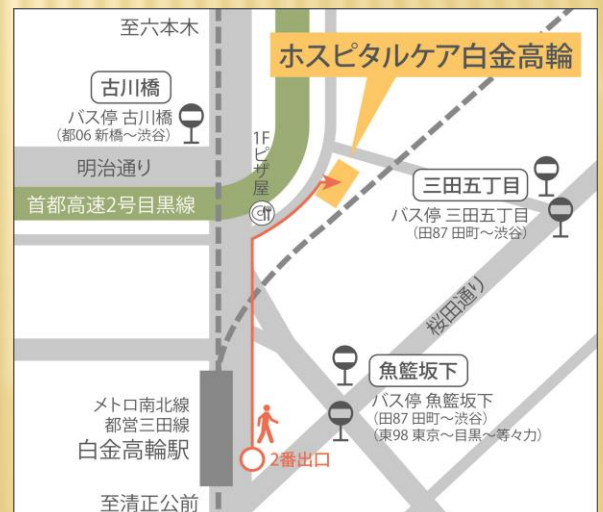 至六本木
ホスピタルケア白金高輪
古川橋
バス停 古川橋
(都06 新橋～渋谷)
1Fピザ屋
明治通り
首都高速2号目黒線
三田五丁目
バス停 三田五丁目
(田87 田町～渋谷)
桜田通り
魚籃坂下
バス停 魚籃坂下
(田87 田町～渋谷)
(東98 東京～目黒～等々力)
メトロ南北線
都営三田線
白金高輪駅
2番出口
至清正公前